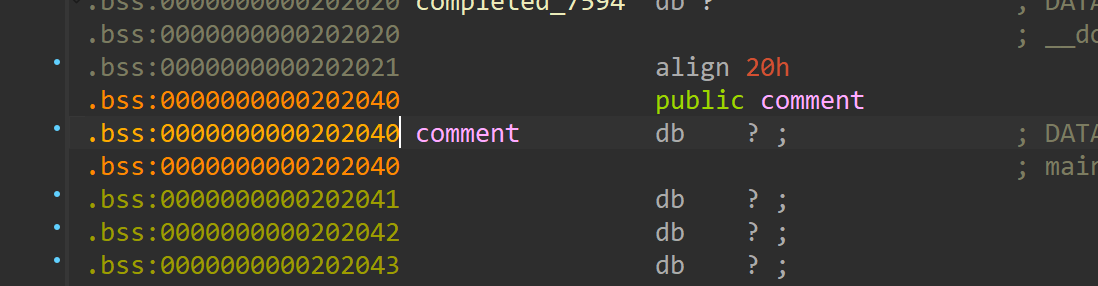 .bss:0000000000202020 completed_7594 db ? ; DATA
.bss:0000000000202020 ; __do
.bss:0000000000202021 align 20h
.bss:0000000000202040 public comment
.bss:0000000000202040 comment db ? ; ; DATA
.bss:0000000000202040 ; main
.bss:0000000000202041 db ? ;
.bss:0000000000202042 db ? ;
.bss:0000000000202043 db ? ;